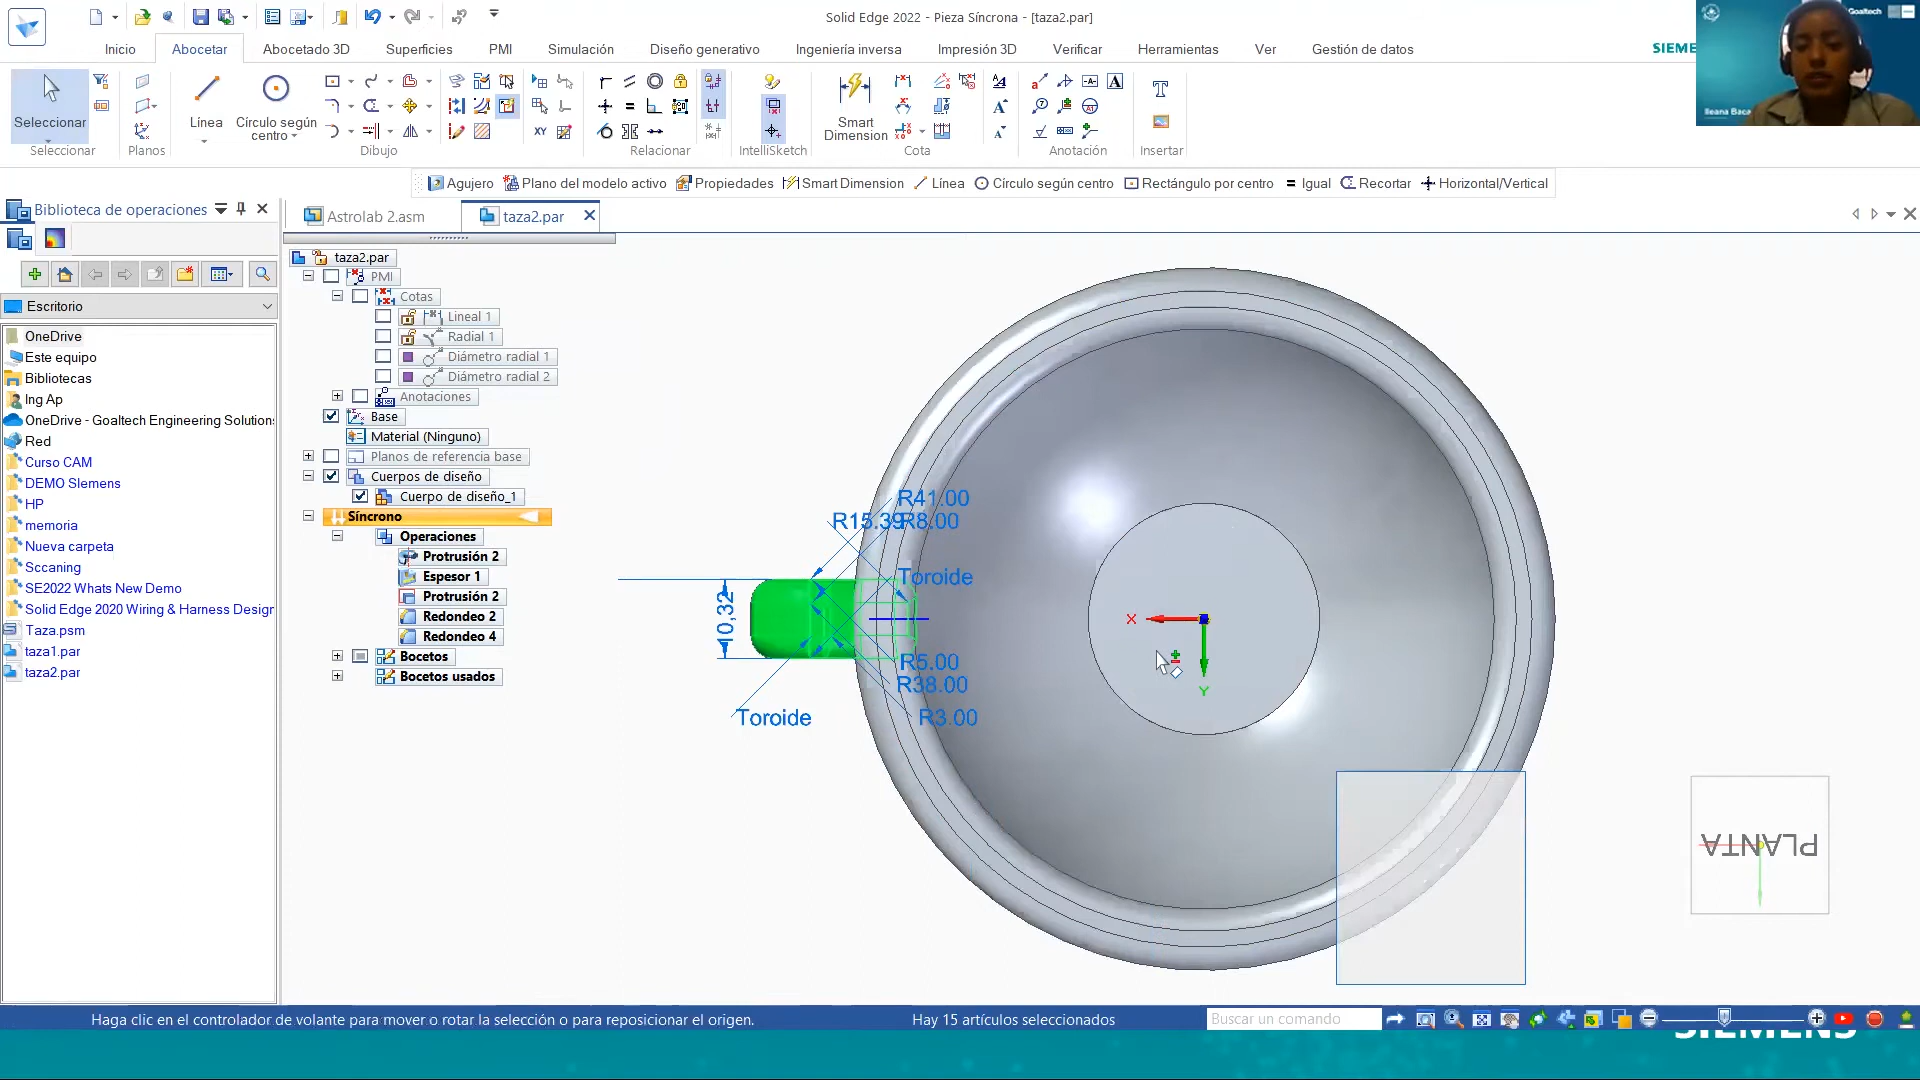 Solid Edge 2022 - Pieza Síncrona - [taza2.par]
Goaltech
Inicio Abocetar Abocetado 3D Superficies PMI Simulación Diseño generativo Ingeniería inversa Impresión 3D Verificar Herramientas Ver Gestión de datos
SIEME
Ileana Baca
Seleccionar
Línea
Círculo según centro
Smart Dimension
Seleccionar Planos Dibujo Relacionar IntelliSketch Cota Anotación Insertar
Agujero Plano del modelo activo Propiedades Smart Dimension Línea Círculo según centro Rectángulo por centro Igual Recortar Horizontal/Vertical
Biblioteca de operaciones
Astrolab 2.asm
taza2.par
Escritorio
OneDrive
Este equipo
Bibliotecas
Ing Ap
OneDrive - Goaltech Engineering Solution
Red
Curso CAM
DEMO SIemens
HP
memoria
Nueva carpeta
Sccaning
SE2022 Whats New Demo
Solid Edge 2020 Wiring & Harness Design
Taza.psm
taza1.par
taza2.par
taza2.par
PMI
Cotas
Lineal 1
Radial 1
Diámetro radial 1
Diámetro radial 2
Anotaciones
Base
Material (Ninguno)
Planos de referencia base
Cuerpos de diseño
Cuerpo de diseño_1
Síncrono
Operaciones
Protrusión 2
Espesor 1
Protrusión 2
Redondeo 2
Redondeo 4
Bocetos
Bocetos usados
R41.00
R15.39
R8.00
Toroide
10,32
R5.00
R38.00
Toroide
R3.00
X
Y
PLANTA
Haga clic en el controlador de volante para mover o rotar la selección o para reposicionar el origen.
Hay 15 artículos seleccionados
Buscar un comando
SIEMENS